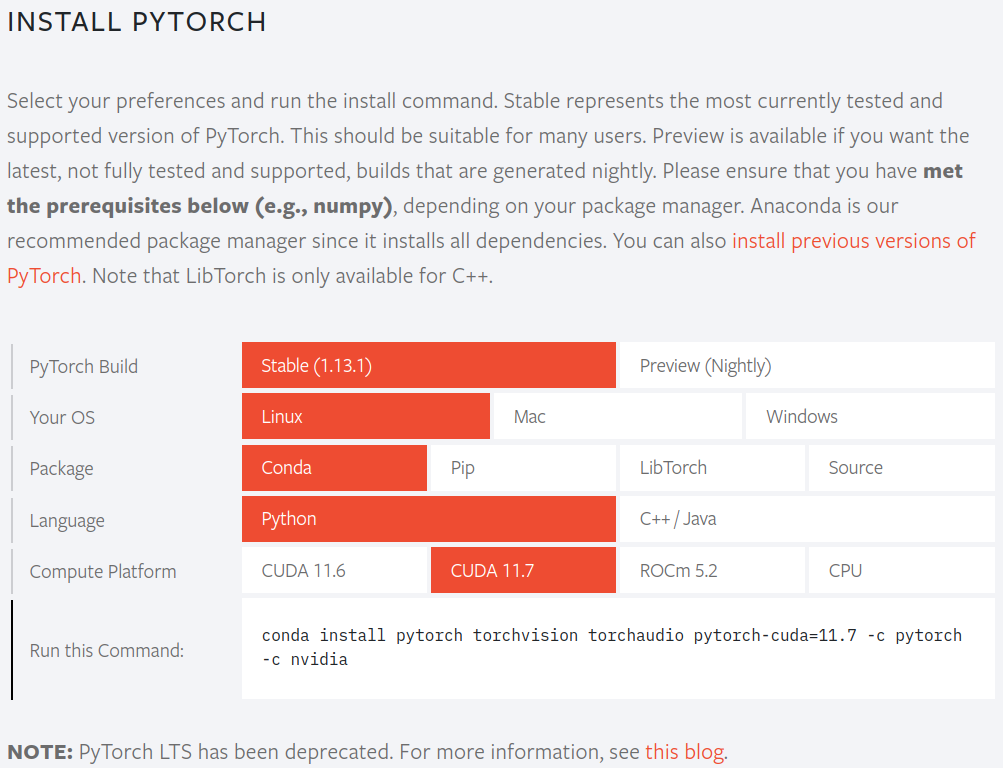 INSTALL PYTORCH
Select your preferences and run the install command. Stable represents the most currently tested and
supported version of PyTorch. This should be suitable for many users. Preview is available if you want the
latest, not fully tested and supported, builds that are generated nightly. Please ensure that you have met
the prerequisites below (e.g., numpy), depending on your package manager. Anaconda is our
recommended package manager since it installs all dependencies. You can also install previous versions of
PyTorch. Note that LibTorch is only available for C++.
PyTorch Build Stable (1.13.1) Preview (Nightly)
Your OS Linux Mac Windows
Package Conda Pip LibTorch Source
Language Python C++ / Java
Compute Platform CUDA 11.6 CUDA 11.7 ROCm 5.2 CPU
Run this Command: conda install pytorch torchvision torchaudio pytorch-cuda=11.7 -c pytorch
-c nvidia
NOTE: PyTorch LTS has been deprecated. For more information, see this blog.